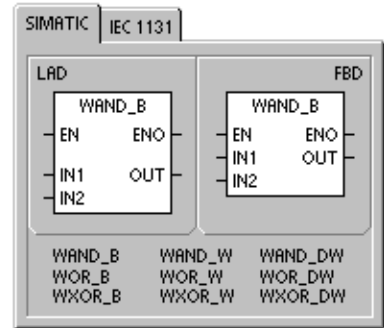 SIMATIC IEC 1131
LAD FBD
WAND_B WAND_B
EN ENO EN ENO
IN1 OUT IN1 OUT
IN2 IN2
WAND_B WAND_W WAND_DW
WOR_B WOR_W WOR_DW
WXOR_B WXOR_W WXOR_DW